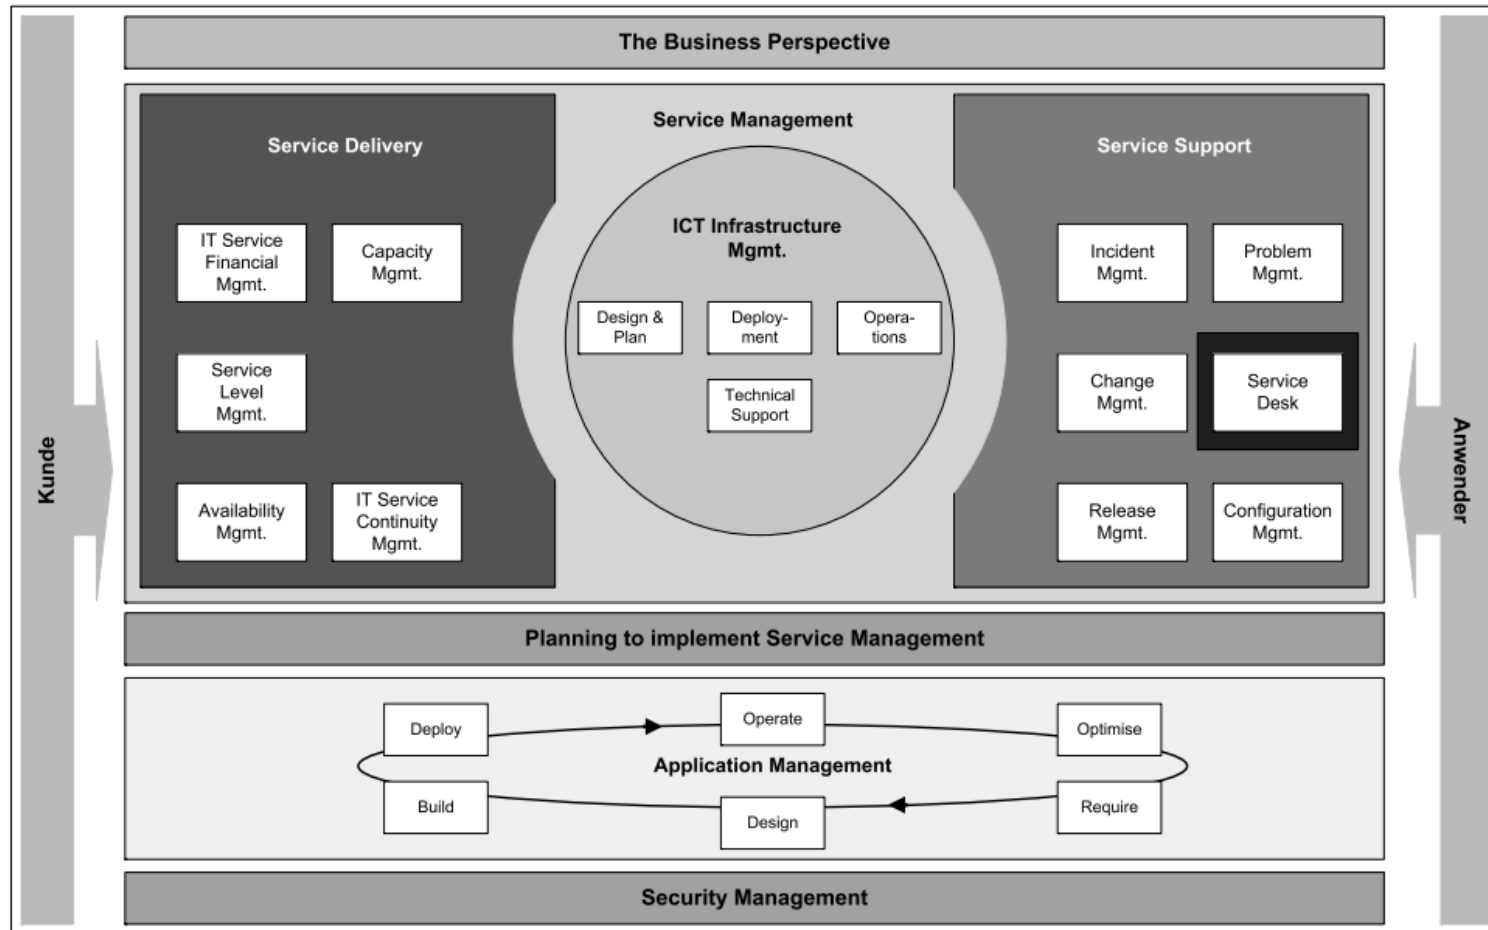 The Business Perspective
Kunde
Service Delivery
IT Service
Financial
Mgmt.
Capacity
Mgmt.
Service
Level
Mgmt.
Availability
Mgmt.
IT Service
Continuity
Mgmt.
Service Management
ICT Infrastructure
Mgmt.
Design &
Plan
Deploy-
ment
Opera-
tions
Technical
Support
Service Support
Incident
Mgmt.
Problem
Mgmt.
Change
Mgmt.
Service
Desk
Release
Mgmt.
Configuration
Mgmt.
Anwender
Planning to implement Service Management
Deploy
Operate
Optimise
Application Management
Build
Design
Require
Security Management